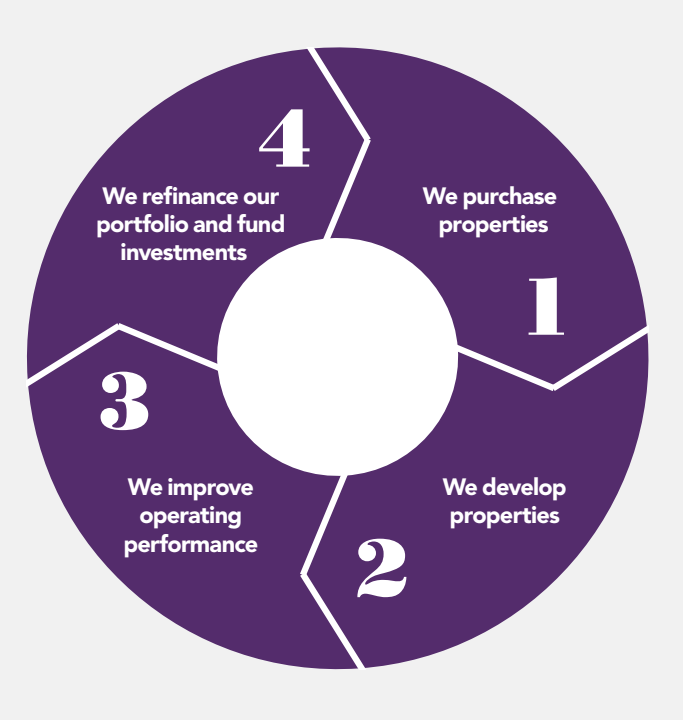 1
We purchase
properties
2
We develop
properties
3
We improve
operating
performance
4
We refinance our
portfolio and fund
investments